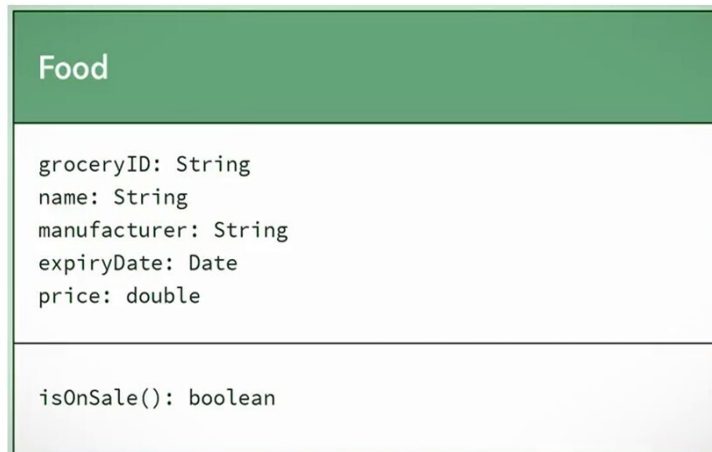 Food
groceryID: String
name: String
manufacturer: String
expiryDate: Date
price: double
isOnSale(): boolean